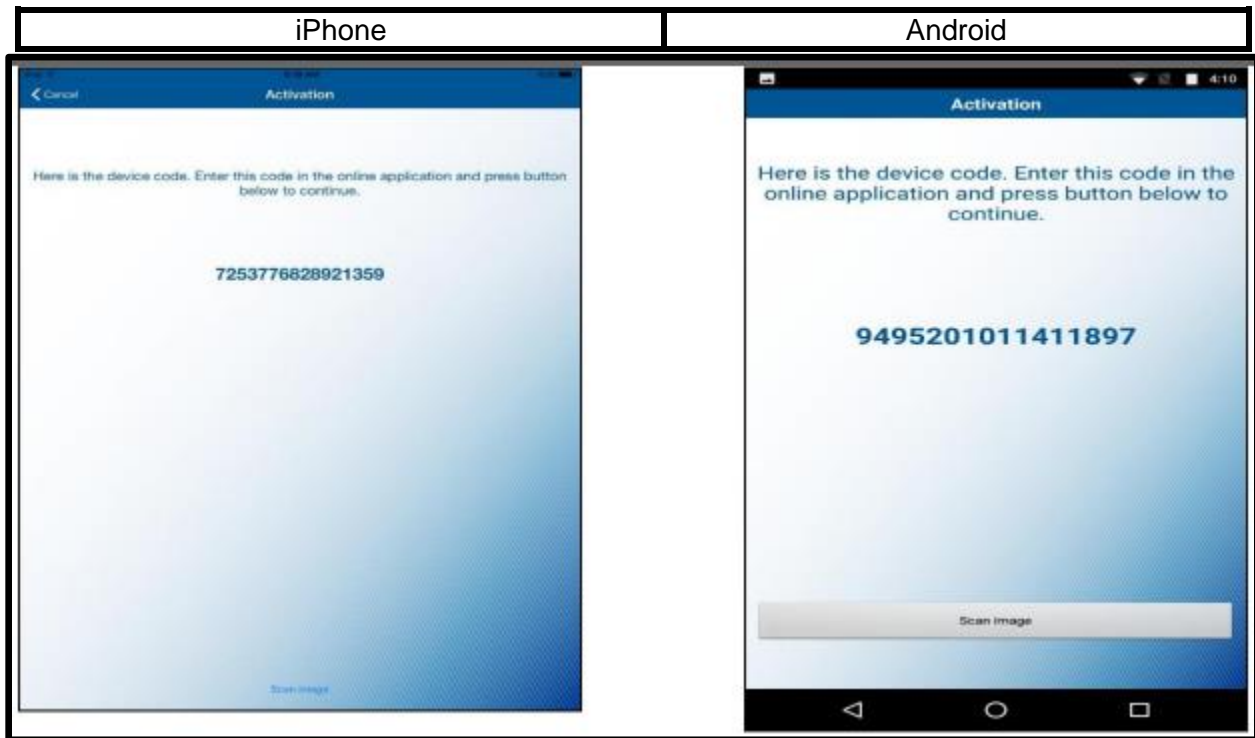 iPhone
Android
Cancel
Activation
Here is the device code. Enter this code in the online application and press button
below to continue.
7253776828921359
Scan Image
4:10
Activation
Here is the device code. Enter this code in the
online application and press button below to
continue.
9495201011411897
Scan Image